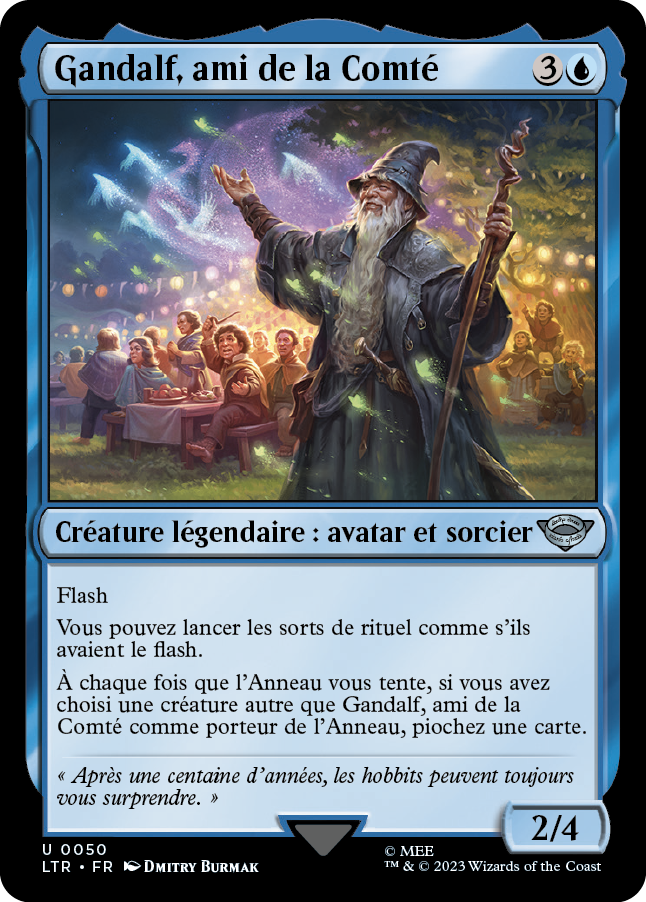 Gandalf, ami de la Comté
3
Créature légendaire : avatar et sorcier
Flash
Vous pouvez lancer les sorts de rituel comme s’ils
avaient le flash.
À chaque fois que l’Anneau vous tente, si vous avez
choisi une créature autre que Gandalf, ami de la
Comté comme porteur de l’Anneau, piochez une carte.
« Après une centaine d’années, les hobbits peuvent toujours
vous surprendre. »
2/4
U 0050
LTR • FR Dmitry Burmak
© MEE
™ & © 2023 Wizards of the Coast